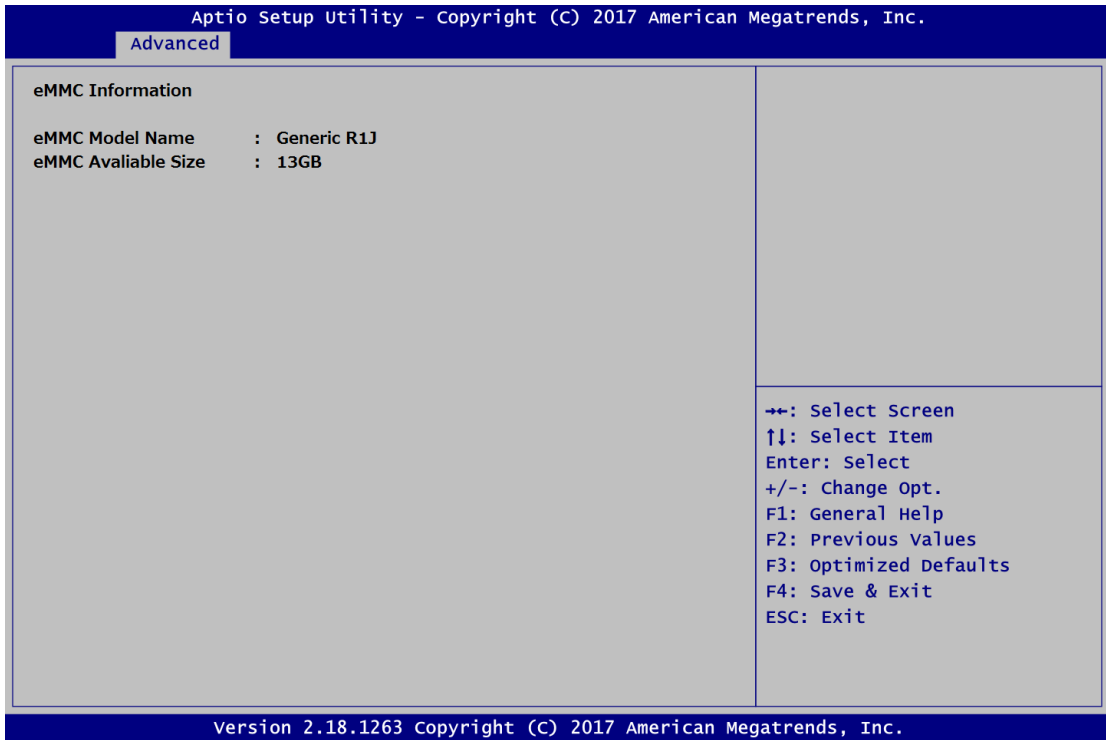 Aptio Setup Utility - Copyright (C) 2017 American Megatrends, Inc.
Advanced
eMMC Information
eMMC Model Name : Generic R1J
eMMC Avaliable Size : 13GB
→←: Select Screen
↑↓: Select Item
Enter: Select
+/-: Change Opt.
F1: General Help
F2: Previous Values
F3: Optimized Defaults
F4: Save & Exit
ESC: Exit
Version 2.18.1263 Copyright (C) 2017 American Megatrends, Inc.